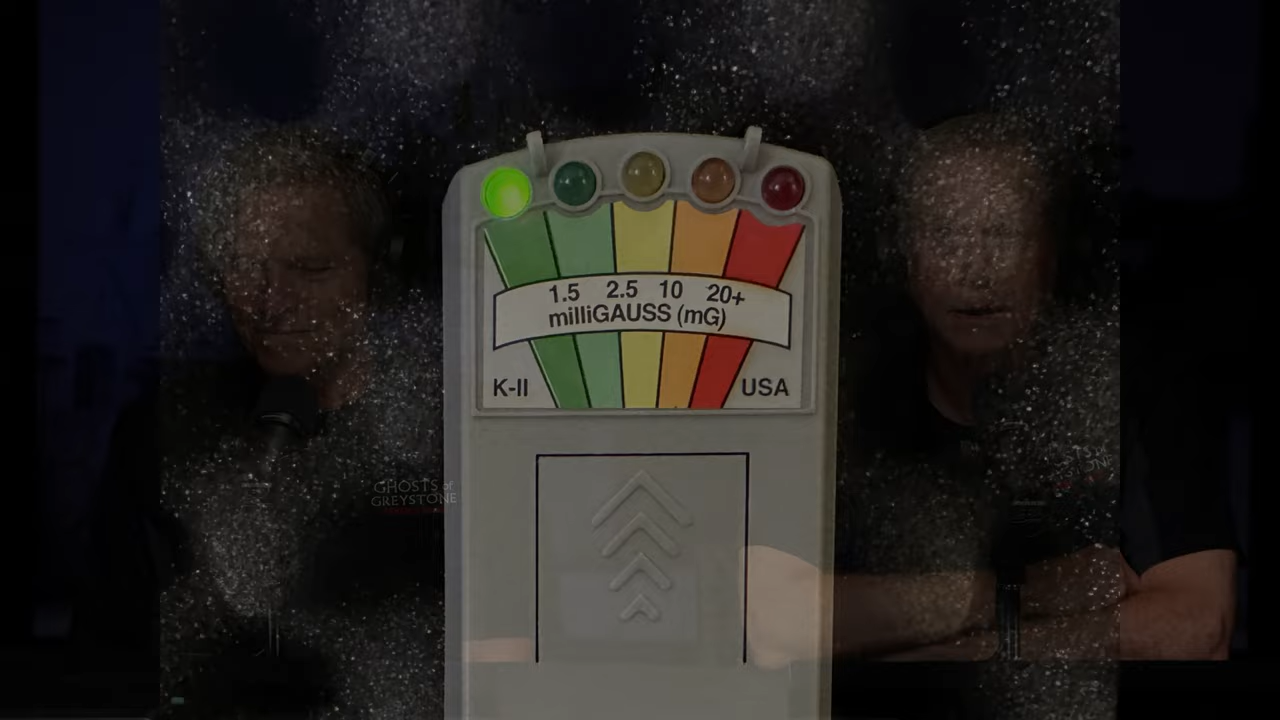 1.5 2.5 10 20+
milliGAUSS (mG)
K-II USA
GHOSTS of
GREYSTONE